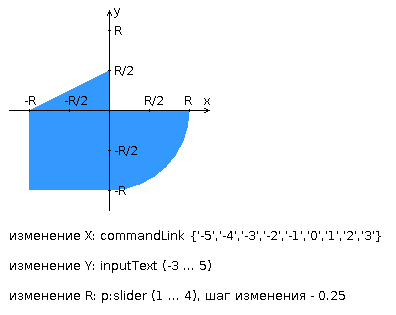 y
R
R/2
-R -R/2 R/2 R x
-R/2
-R
изменение X: commandLink {'-5','-4','-3','-2','-1','0','1','2','3'}
изменение Y: inputText (-3 ... 5)
изменение R: p:slider (1 ... 4), шаг изменения - 0.25